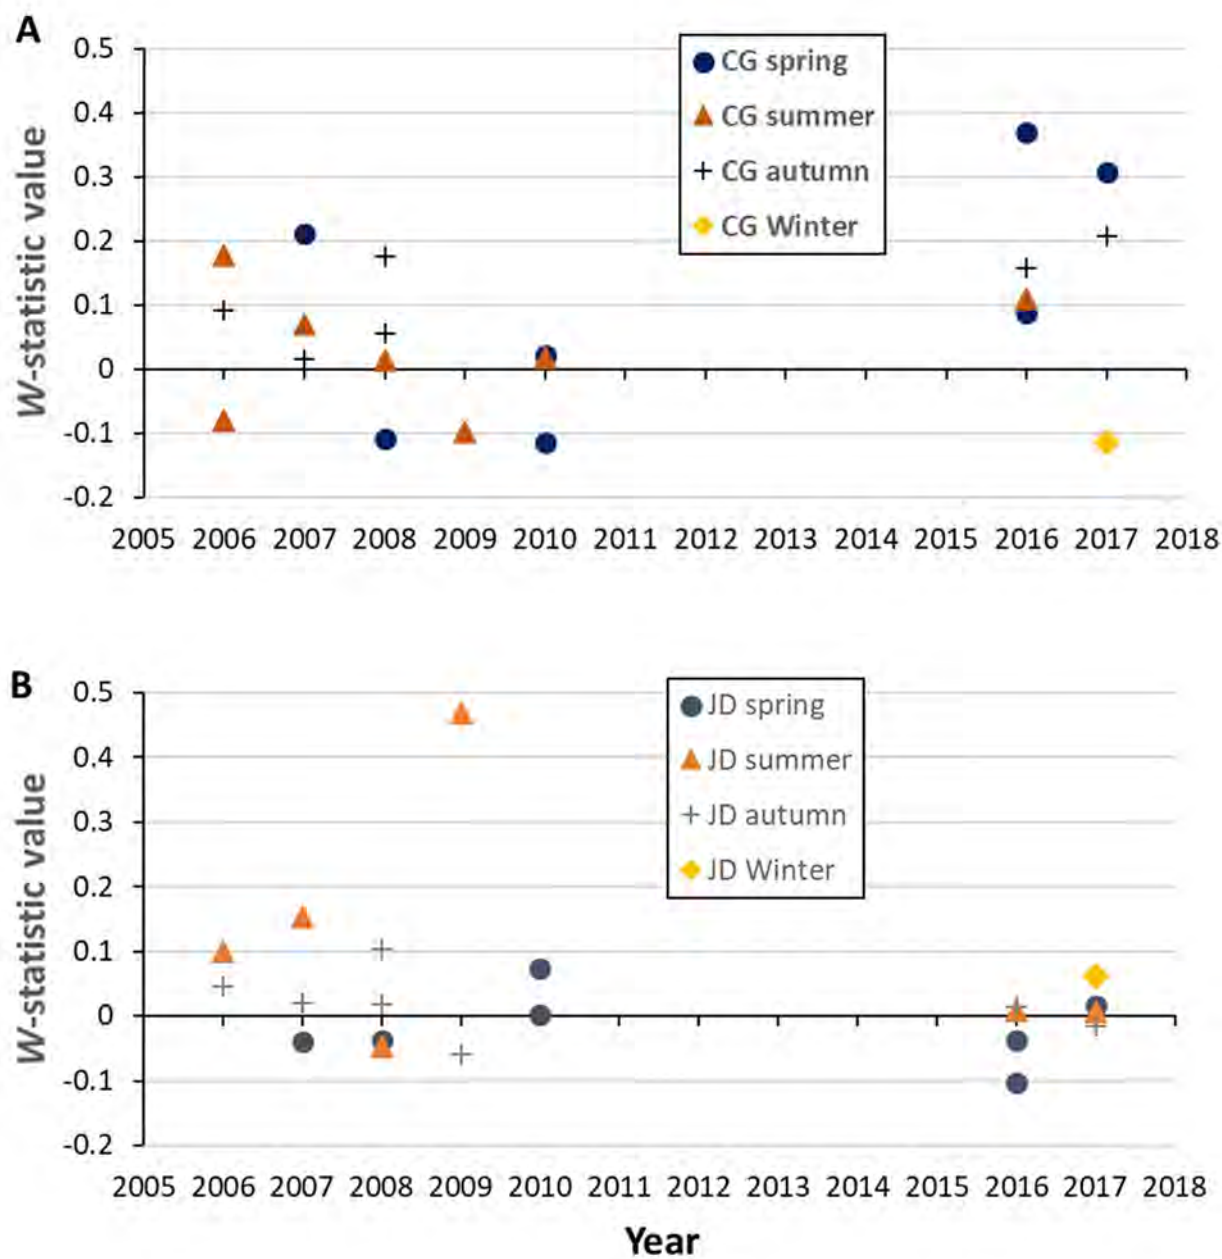 A
0.5
0.4
0.3
0.2
0.1
0
-0.1
-0.2
W-statistic value
CG spring
CG summer
CG autumn
CG Winter
2005 2006 2007 2008 2009 2010 2011 2012 2013 2014 2015 2016 2017 2018
B
0.5
0.4
0.3
0.2
0.1
0
-0.1
-0.2
W-statistic value
JD spring
JD summer
JD autumn
JD Winter
2005 2006 2007 2008 2009 2010 2011 2012 2013 2014 2015 2016 2017 2018
Year